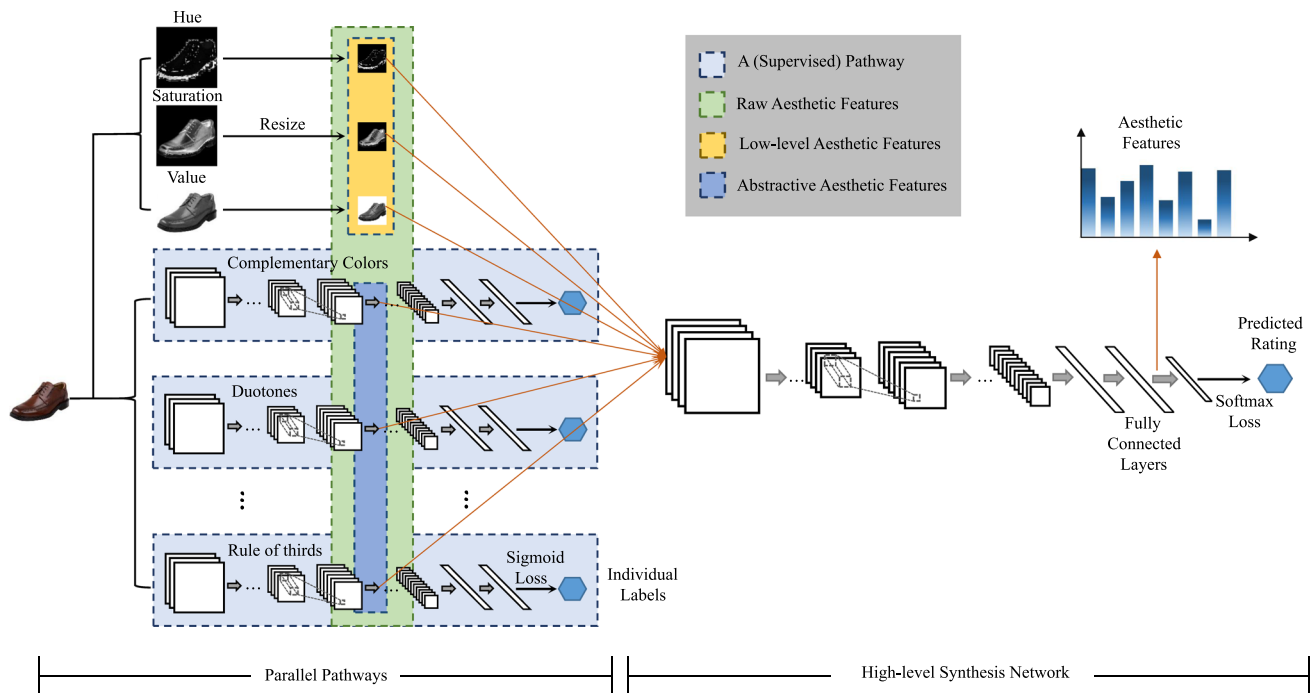 Hue
Saturation
Resize
Value
A (Supervised) Pathway
Raw Aesthetic Features
Low-level Aesthetic Features
Abstractive Aesthetic Features
Aesthetic
Features
Complementary Colors
...
...
Duotones
...
...
Rule of thirds
...
...
Sigmoid
Loss
Individual
Labels
...
...
Fully
Connected
Layers
Softmax
Loss
Predicted
Rating
Parallel Pathways
High-level Synthesis Network